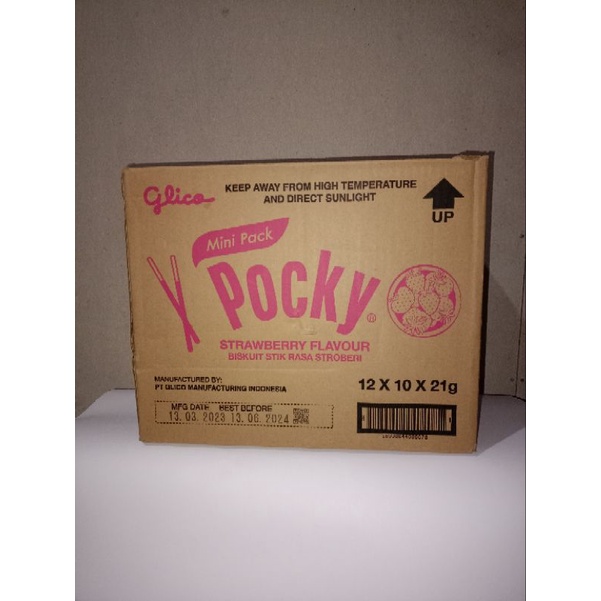 Glico
KEEP AWAY FROM HIGH TEMPERATURE
AND DIRECT SUNLIGHT
UP
Mini Pack
Pocky®
STRAWBERRY FLAVOUR
BISKUIT STIK RASA STROBERI
MANUFACTURED BY:
PT GLICO MANUFACTURING INDONESIA
12 X 10 X 21g
MFG DATE BEST BEFORE
13. 03. 2023 13. 06. 2024